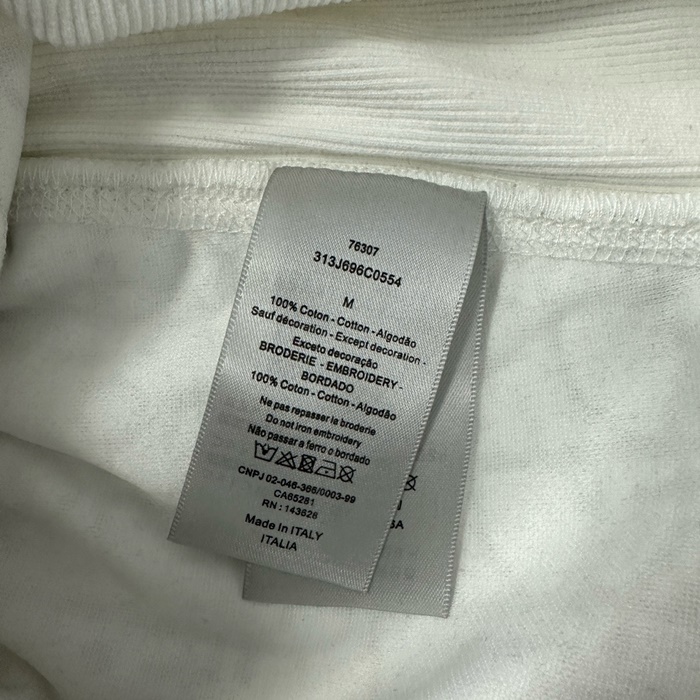 76307
313J696C0554
M
100% Coton - Cotton - Algodão
Sauf décoration - Except decoration -
Exceto decoração
BRODERIE - EMBROIDERY -
BORDADO
100% Coton - Cotton - Algodão
Ne pas repasser la broderie
Do not iron embroidery
Não passar a ferro o bordado
CNPJ 02-046-366/0003-99
CA65281
RN : 143626
Made in ITALY
ITALIA